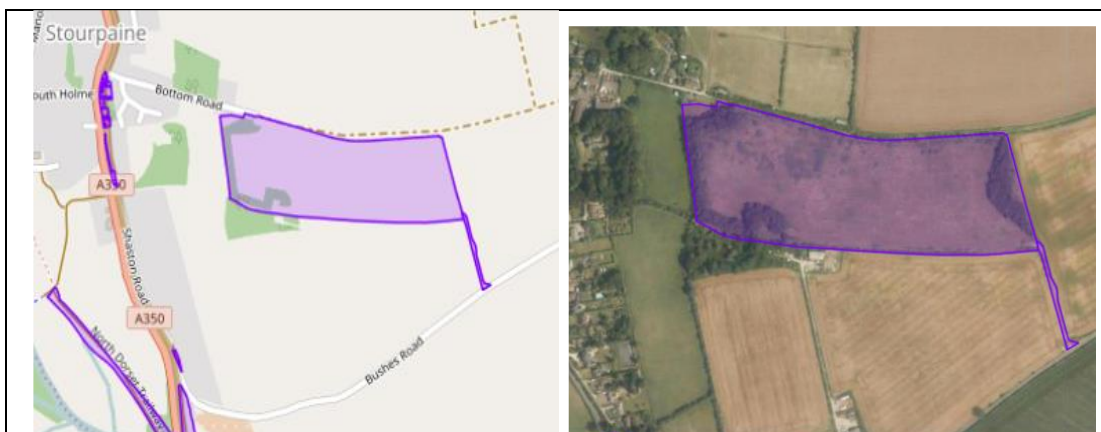 Stourpaine
Bottom Road
outh Holme
A350
Shaston Road
A350
Bushes Road
North Dorset Trailway